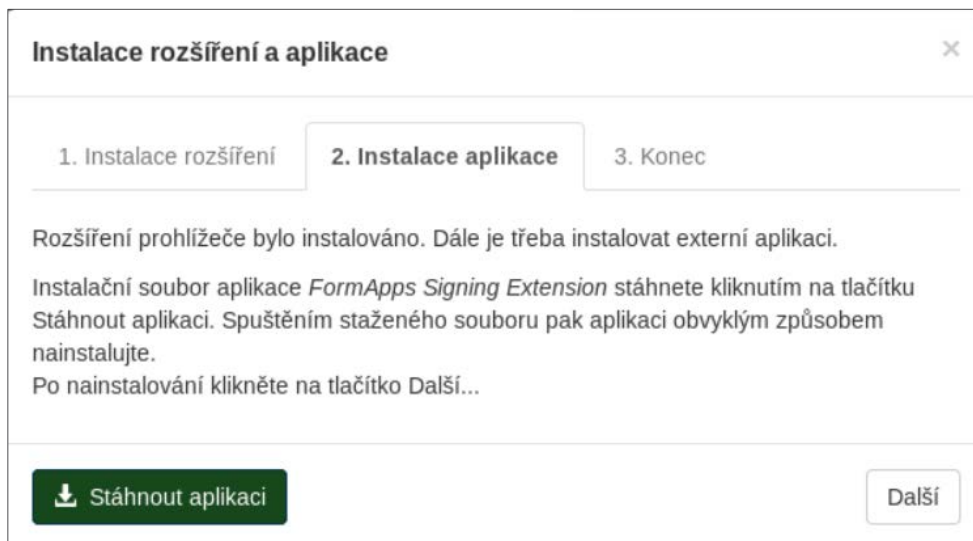 Instalace rozšíření a aplikace
×
1. Instalace rozšíření
2. Instalace aplikace
3. Konec
Rozšíření prohlížeče bylo instalováno. Dále je třeba instalovat externí aplikaci.
Instalační soubor aplikace FormApps Signing Extension stáhnete kliknutím na tlačítku
Stáhnout aplikaci. Spuštěním staženého souboru pak aplikaci obvyklým způsobem
nainstalujte.
Po nainstalování klikněte na tlačítko Další...
Stáhnout aplikaci
Další